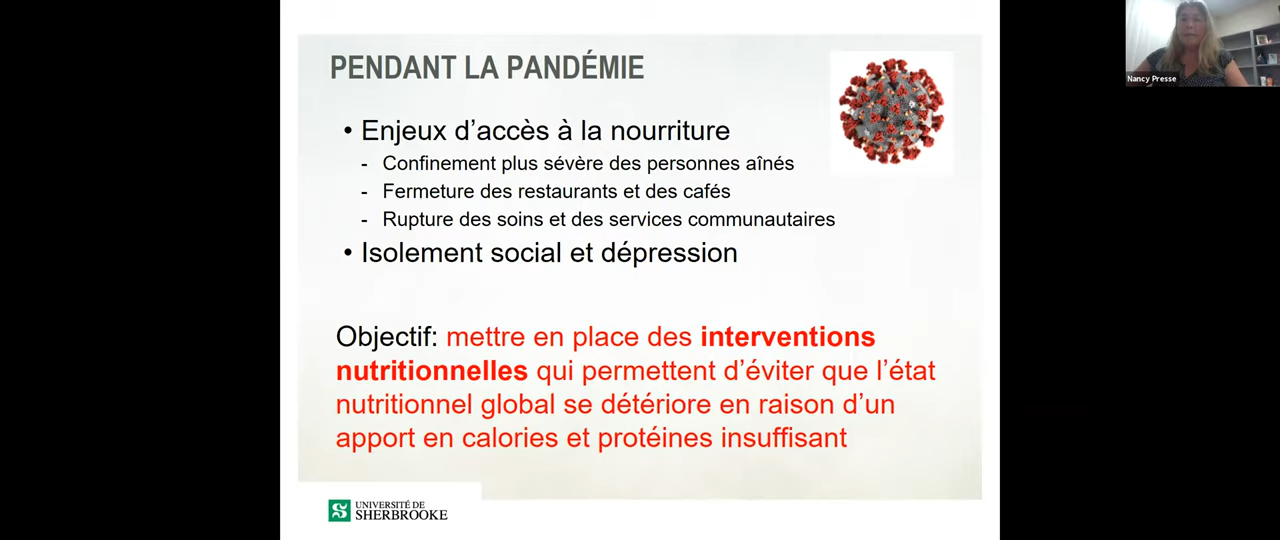 PENDANT LA PANDÉMIE
• Enjeux d’accès à la nourriture
- Confinement plus sévère des personnes aînés
- Fermeture des restaurants et des cafés
- Rupture des soins et des services communautaires
• Isolement social et dépression
Objectif: mettre en place des interventions
nutritionnelles qui permettent d’éviter que l’état
nutritionnel global se détériore en raison d’un
apport en calories et protéines insuffisant
UNIVERSITÉ DE
SHERBROOKE
Nancy Presse